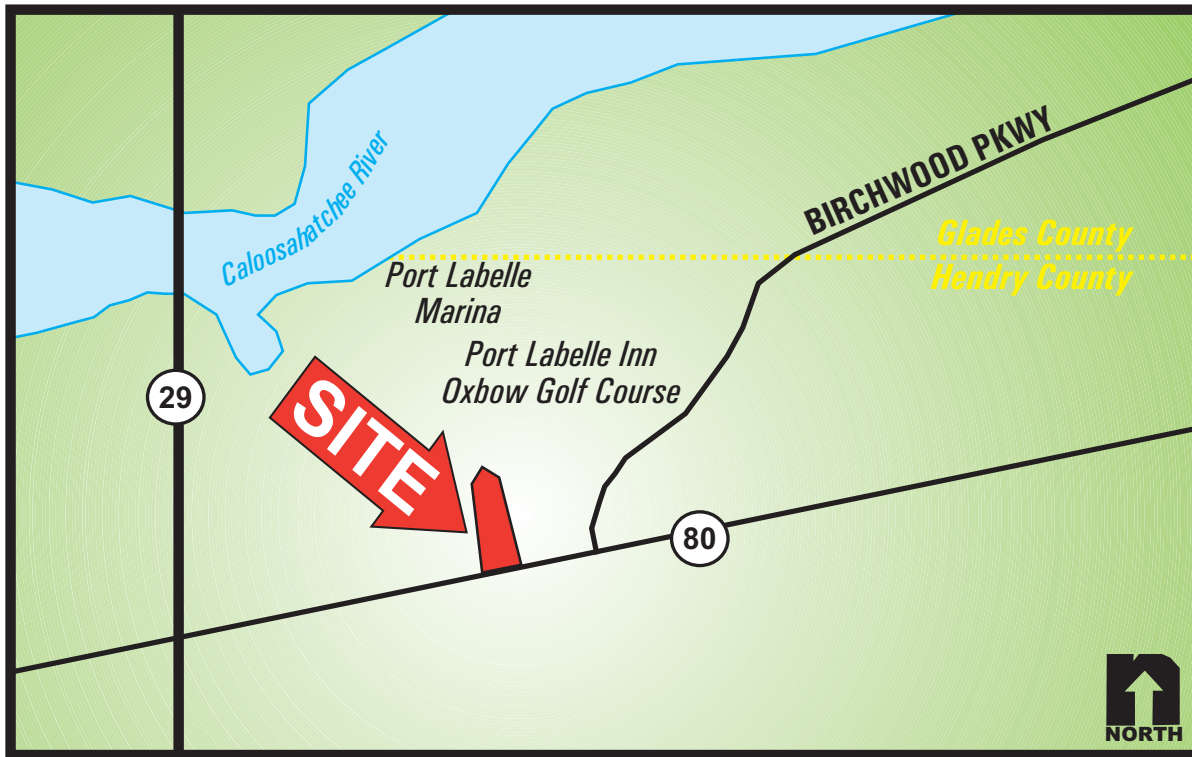 BIRCHWOOD PKWY
Caloosahatchee River
Glades County
Hendry County
Port Labelle
Marina
Port Labelle Inn
Oxbow Golf Course
29
SITE
80
n
NORTH